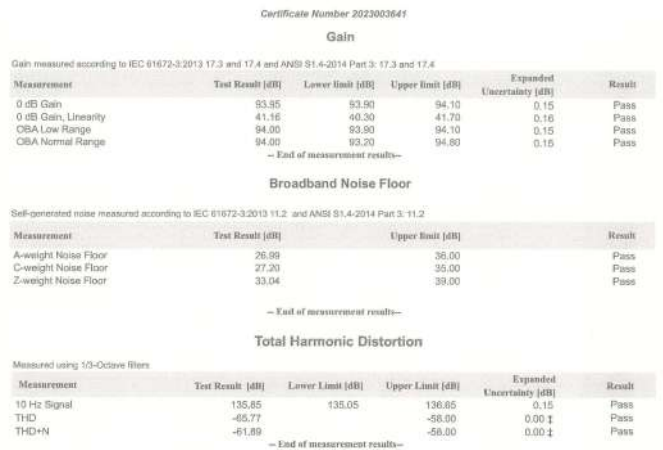 Certificate Number 2023003641
Gain
Gain measured according to IEC 61672-3:2013 17.3 and 17.4 and ANSI S1.4-2014 Part 3: 17.3 and 17.4
Measurement Test Result [dB] Lower limit [dB] Upper limit [dB] Expanded Uncertainty [dB] Result
0 dB Gain 93.95 93.90 94.10 0.15 Pass
0 dB Gain, Linearity 41.16 40.30 41.70 0.16 Pass
OBA Low Range 94.00 93.90 94.10 0.15 Pass
OBA Normal Range 94.00 93.20 94.80 0.15 Pass
-- End of measurement results--
Broadband Noise Floor
Self-generated noise measured according to IEC 61672-3:2013 11.2 and ANSI S1.4-2014 Part 3: 11.2
Measurement Test Result [dB] Upper limit [dB] Result
A-weight Noise Floor 26.99 36.00 Pass
C-weight Noise Floor 27.20 35.00 Pass
Z-weight Noise Floor 33.04 39.00 Pass
-- End of measurement results--
Total Harmonic Distortion
Measured using 1/3-Octave filters
Measurement Test Result [dB] Lower Limit [dB] Upper Limit [dB] Expanded Uncertainty [dB] Result
10 Hz Signal 135.85 135.05 136.65 0.15 Pass
THD -65.77 -56.00 0.00 ‡ Pass
THD+N -61.89 -56.00 0.00 ‡ Pass
-- End of measurement results--